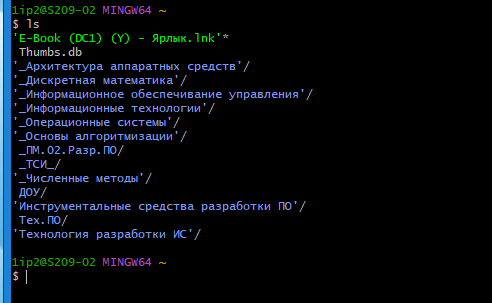 1ip2@S209-02 MINGW64 ~
$ ls
'E-Book (DC1) (Y) - Ярлык.lnk'*
Thumbs.db
'_Архитектура аппаратных средств'/
'_Дискретная математика'/
'_Информационное обеспечивание управления'/
'_Информационные технологии'/
'_Операционные системы'/
'_Основы алгоритмизации'/
_ПМ.02.Разр.ПО/
_ТСИ_/
'_Численные методы'/
ДОУ/
'Инструментальные средства разработки ПО'/
Тех.ПО/
'Технология разработки ИС'/
1ip2@S209-02 MINGW64 ~
$